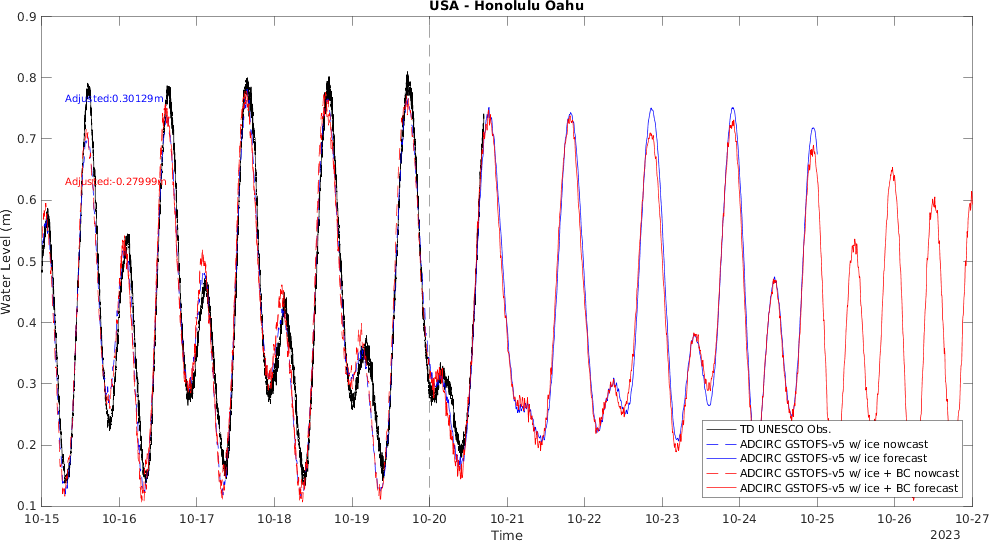 USA - Honolulu Oahu
0.9
0.8
0.7
0.6
0.5
0.4
0.3
0.2
0.1
Water Level (m)
Adjusted:0.30129m
Adjusted:-0.27999m
TD UNESCO Obs.
ADCIRC GSTOFS-v5 w/ ice nowcast
ADCIRC GSTOFS-v5 w/ ice forecast
ADCIRC GSTOFS-v5 w/ ice + BC nowcast
ADCIRC GSTOFS-v5 w/ ice + BC forecast
10-15 10-16 10-17 10-18 10-19 10-20 10-21 10-22 10-23 10-24 10-25 10-26 10-27
Time
2023